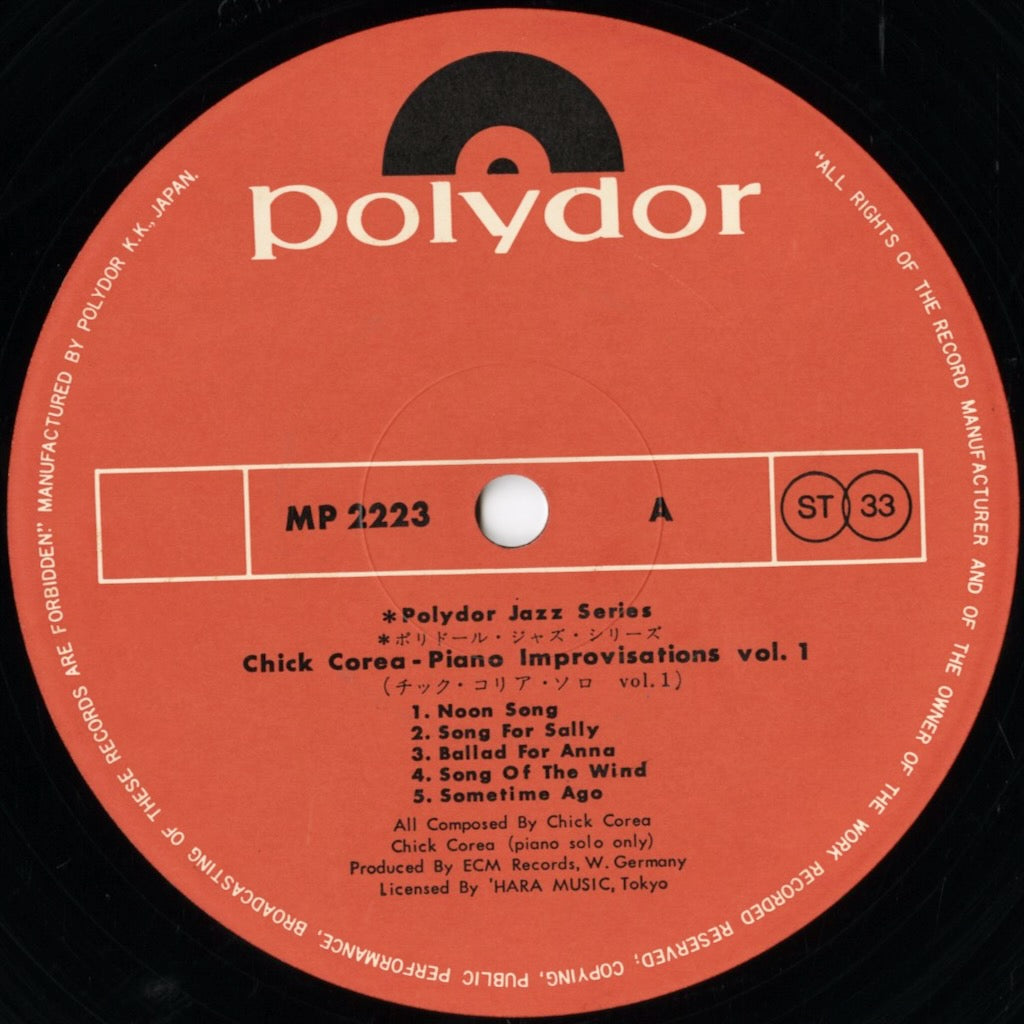 polydor
MP 2223
A
ST 33
*Polydor Jazz Series
*ポリドール・ジャズ・シリーズ
Chick Corea - Piano Improvisations vol. 1
(チック・コリア・ソロ vol.1)
1. Noon Song
2. Song For Sally
3. Ballad For Anna
4. Song Of The Wind
5. Sometime Ago
All Composed By Chick Corea
Chick Corea (piano solo only)
Produced By ECM Records, W. Germany
Licensed By 'HARA MUSIC, Tokyo
"ALL RIGHTS OF THE RECORD MANUFACTURER AND OF THE OWNER OF THE WORK RECORDED RESERVED; COPYING, PUBLIC PERFORMANCE, BROADCASTING OF THESE RECORDS ARE FORBIDDEN." MANUFACTURED BY POLYDOR K.K., JAPAN.